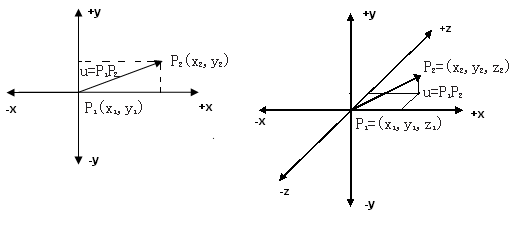 +y
P₂(x₂, y₂)
u=P₁P₂
-x
P₁(x₁, y₁)
+x
-y
+y
+z
P₂=(x₂, y₂, z₂)
u=P₁P₂
-x
+x
P₁=(x₁, y₁, z₁)
-z
-y